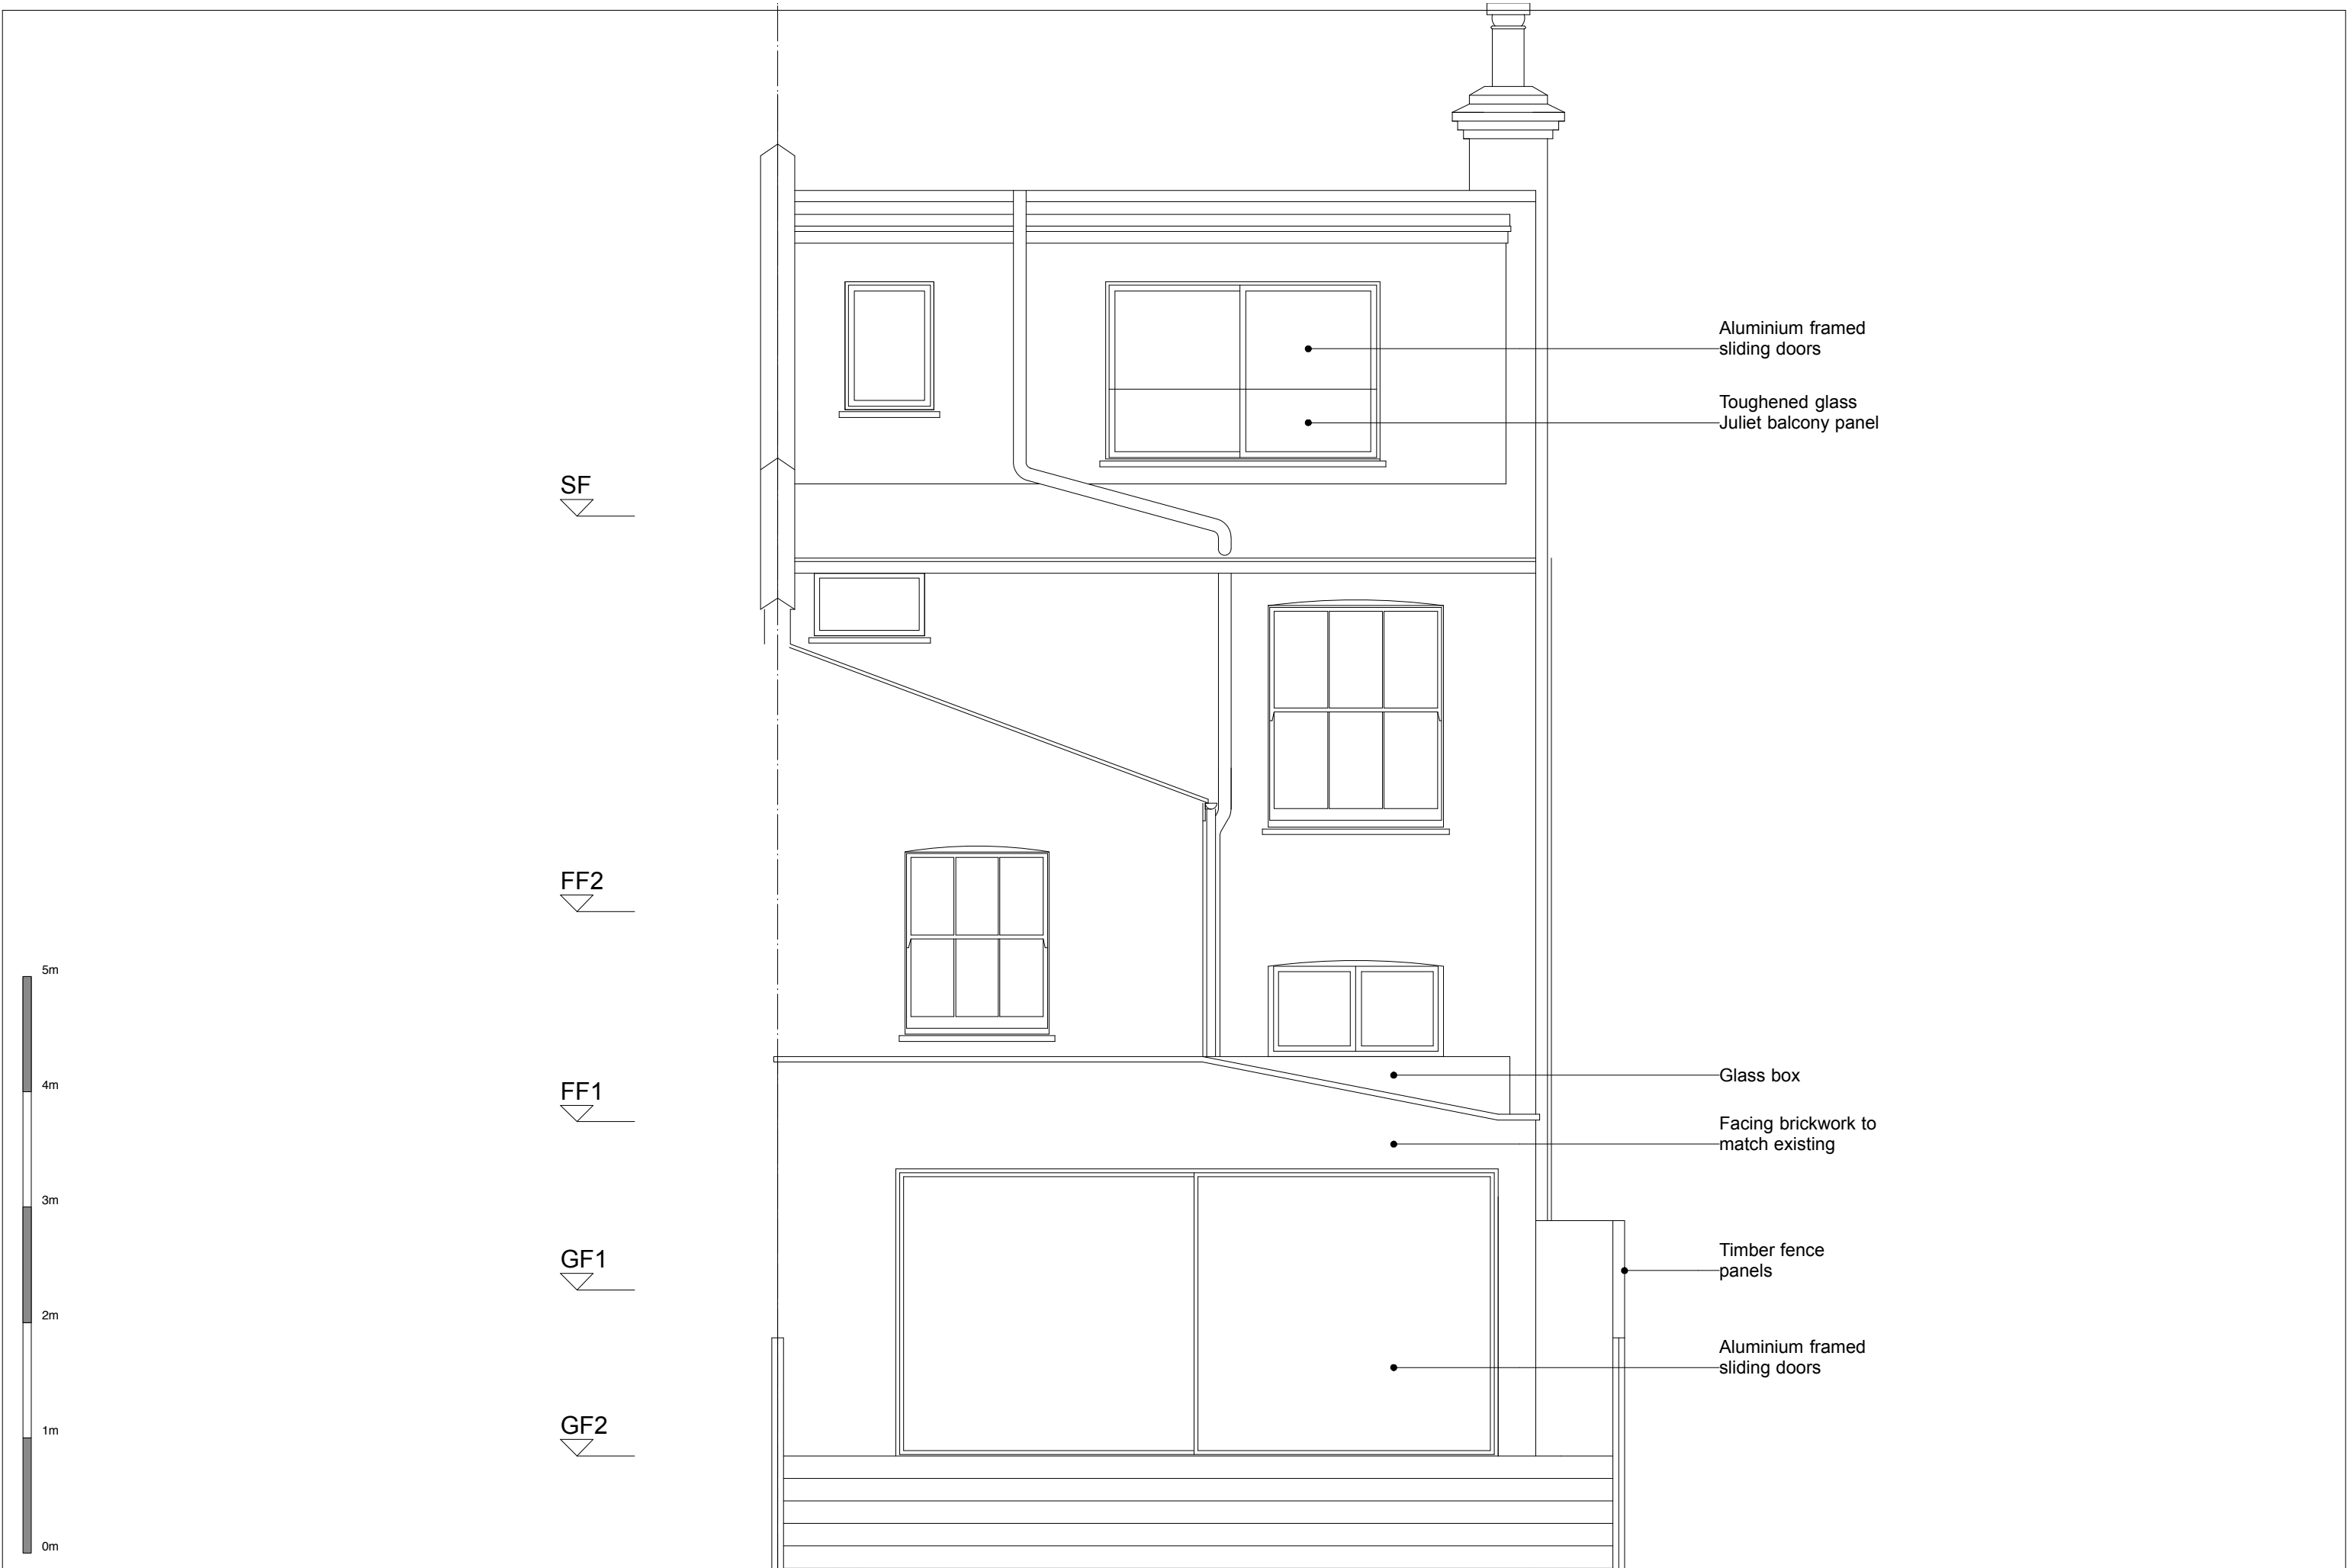 Aluminium framed
sliding doors
Toughened glass
Juliet balcony panel
SF
FF2
5m
4m
FF1
Glass box
Facing brickwork to
match existing
3m
GF1
Timber fence
panels
2m
Aluminium framed
sliding doors
GF2
1m
0m